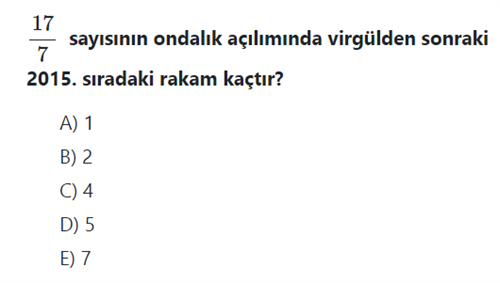 17/7 sayısının ondalık açılımında virgülden sonraki
2015. sıradaki rakam kaçtır?
A) 1
B) 2
C) 4
D) 5
E) 7